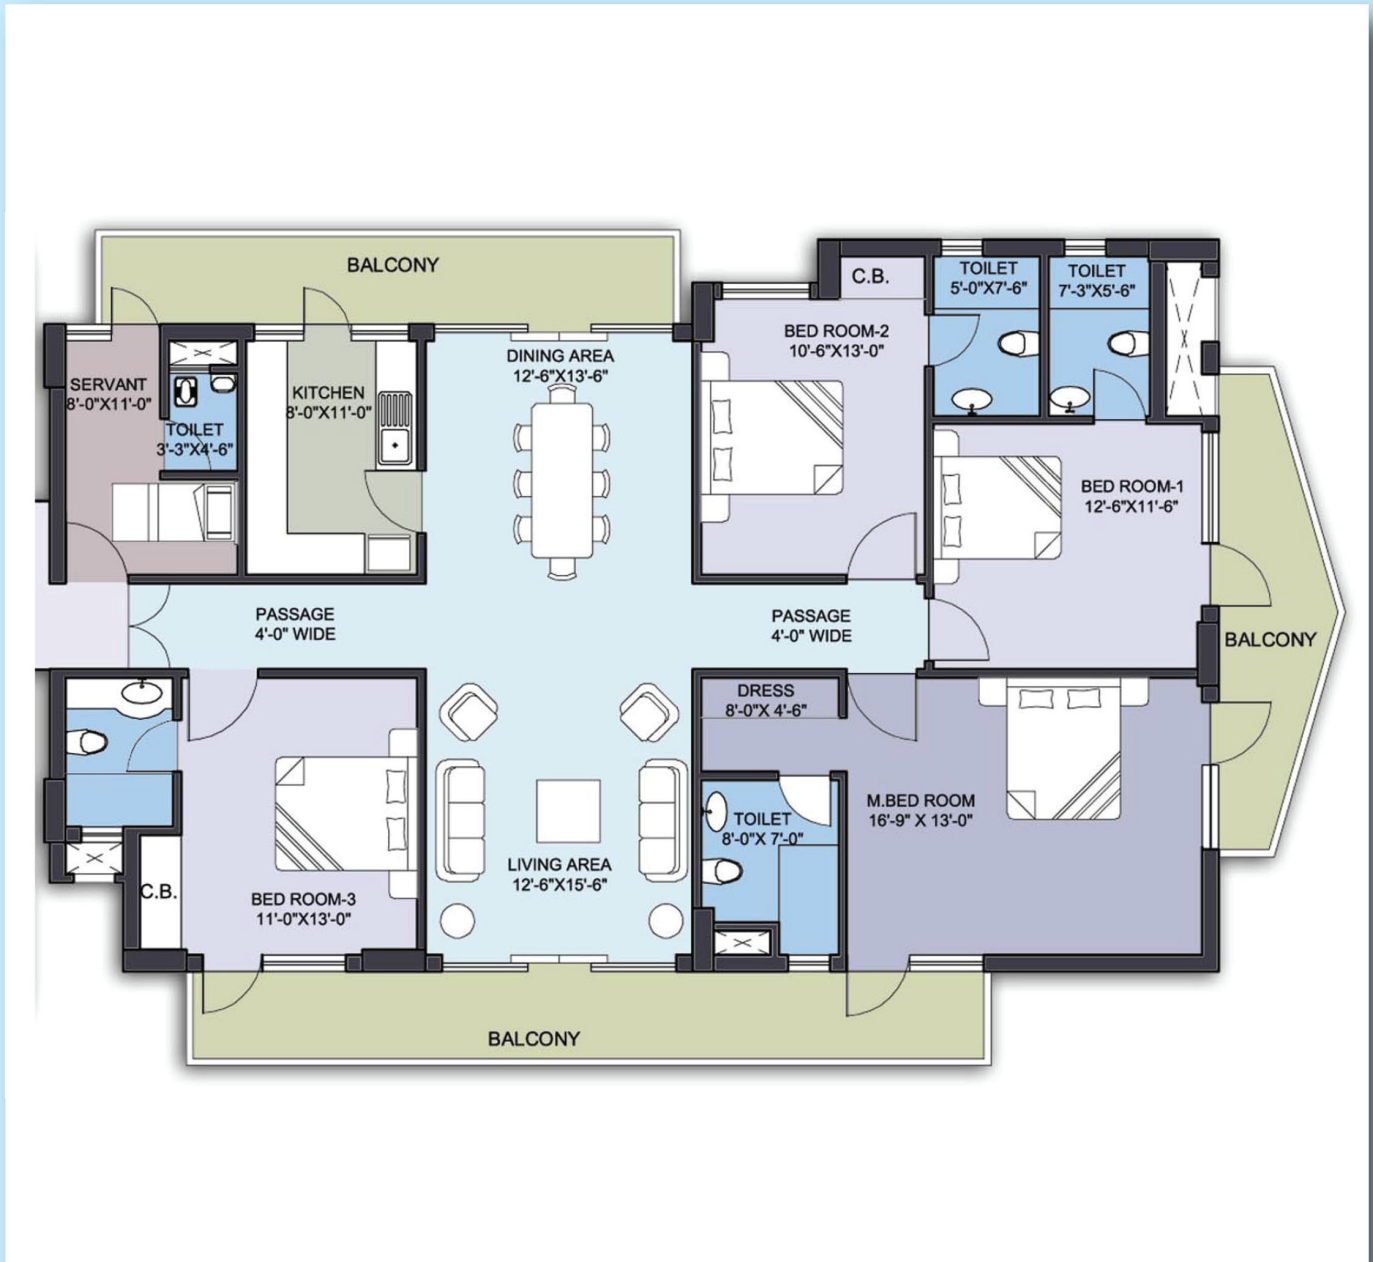 BALCONY
C.B.
TOILET
5'-0"X7'-6"
TOILET
7'-3"X5'-6"
BED ROOM-2
10'-6"X13'-0"
DINING AREA
12'-6"X13'-6"
SERVANT
8'-0"X11'-0"
KITCHEN
8'-0"X11'-0"
TOILET
3'-3"X4'-6"
BED ROOM-1
12'-6"X11'-6"
PASSAGE
4'-0" WIDE
PASSAGE
4'-0" WIDE
BALCONY
DRESS
8'-0"X 4'-6"
M.BED ROOM
16'-9" X 13'-0"
TOILET
8'-0"X 7'-0"
LIVING AREA
12'-6"X15'-6"
C.B.
BED ROOM-3
11'-0"X13'-0"
BALCONY